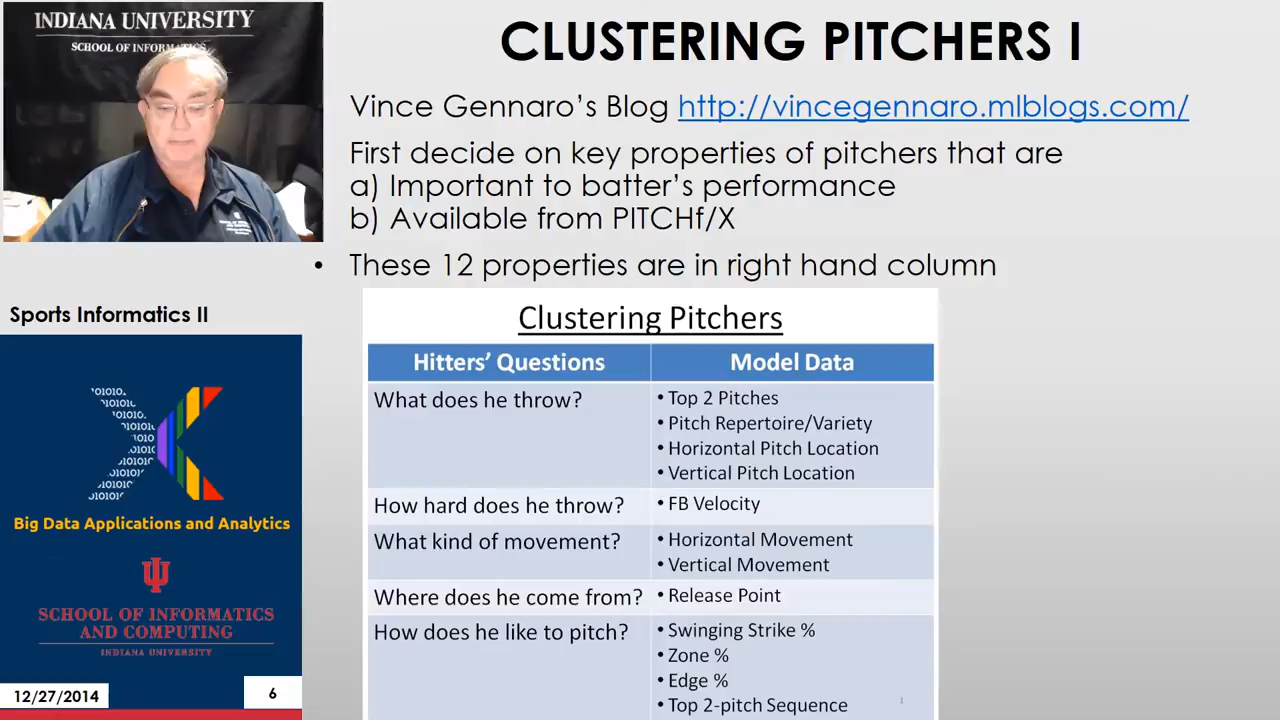 INDIANA UNIVERSITY
SCHOOL OF INFORMATICS
CLUSTERING PITCHERS I
Vince Gennaro's Blog http://vincegennaro.mlblogs.com/
First decide on key properties of pitchers that are
a) Important to batter's performance
b) Available from PITCHf/X
• These 12 properties are in right hand column
Sports Informatics II
Big Data Applications and Analytics
SCHOOL OF INFORMATICS
AND COMPUTING
INDIANA UNIVERSITY
12/27/2014
6
Clustering Pitchers
Hitters' Questions Model Data
What does he throw? • Top 2 Pitches
• Pitch Repertoire/Variety
• Horizontal Pitch Location
• Vertical Pitch Location
How hard does he throw? • FB Velocity
What kind of movement? • Horizontal Movement
• Vertical Movement
Where does he come from? • Release Point
How does he like to pitch? • Swinging Strike %
• Zone %
• Edge %
• Top 2-pitch Sequence